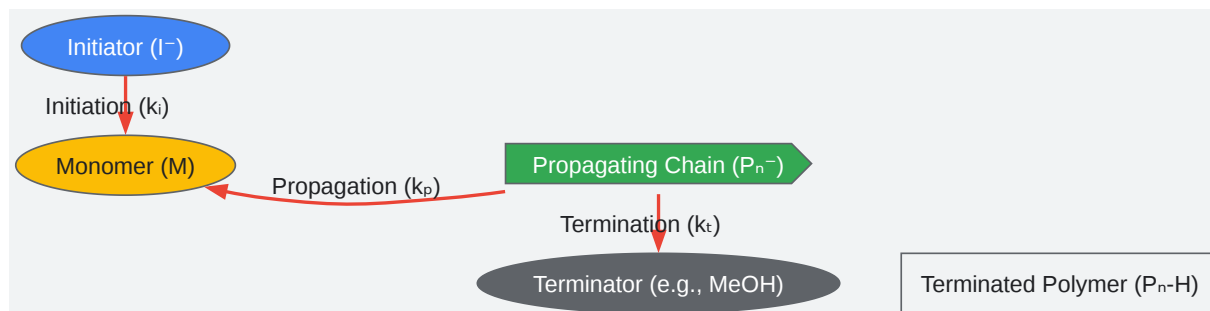 Initiator (I⁻)
Initiation (kᵢ)
Monomer (M)
Propagating Chain (Pₙ⁻)
Propagation (kₚ)
Termination (kₜ)
Terminator (e.g., MeOH)
Terminated Polymer (Pₙ-H)